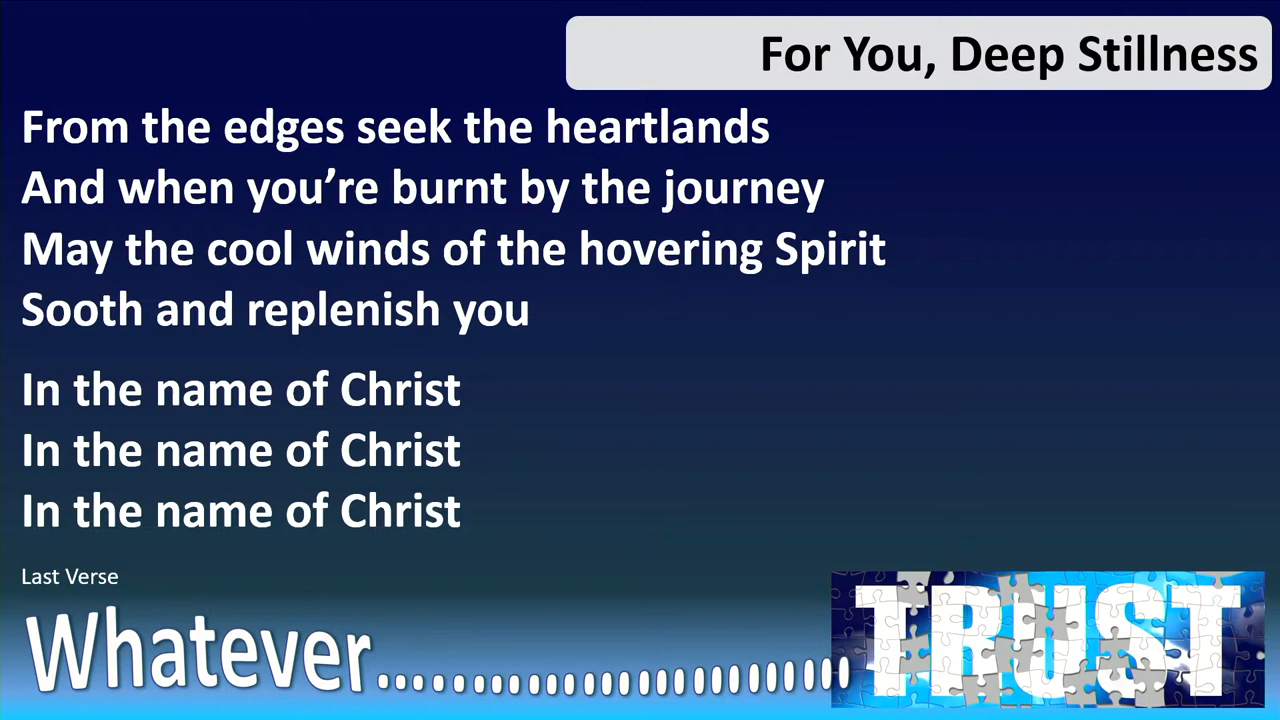 For You, Deep Stillness
From the edges seek the heartlands
And when you’re burnt by the journey
May the cool winds of the hovering Spirit
Sooth and replenish you
In the name of Christ
In the name of Christ
In the name of Christ
Last Verse
Whatever...........................
TRUST